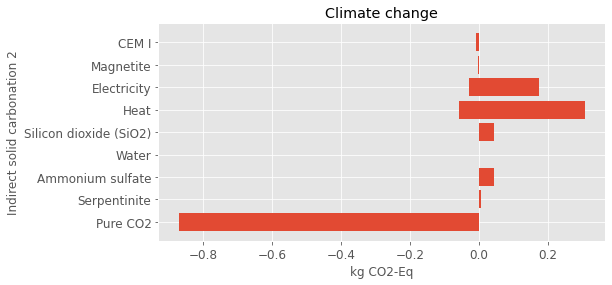 Climate change
Indirect solid carbonation 2
CEM I
Magnetite
Electricity
Heat
Silicon dioxide (SiO2)
Water
Ammonium sulfate
Serpentinite
Pure CO2
−0.8 −0.6 −0.4 −0.2 0.0 0.2
kg CO2-Eq